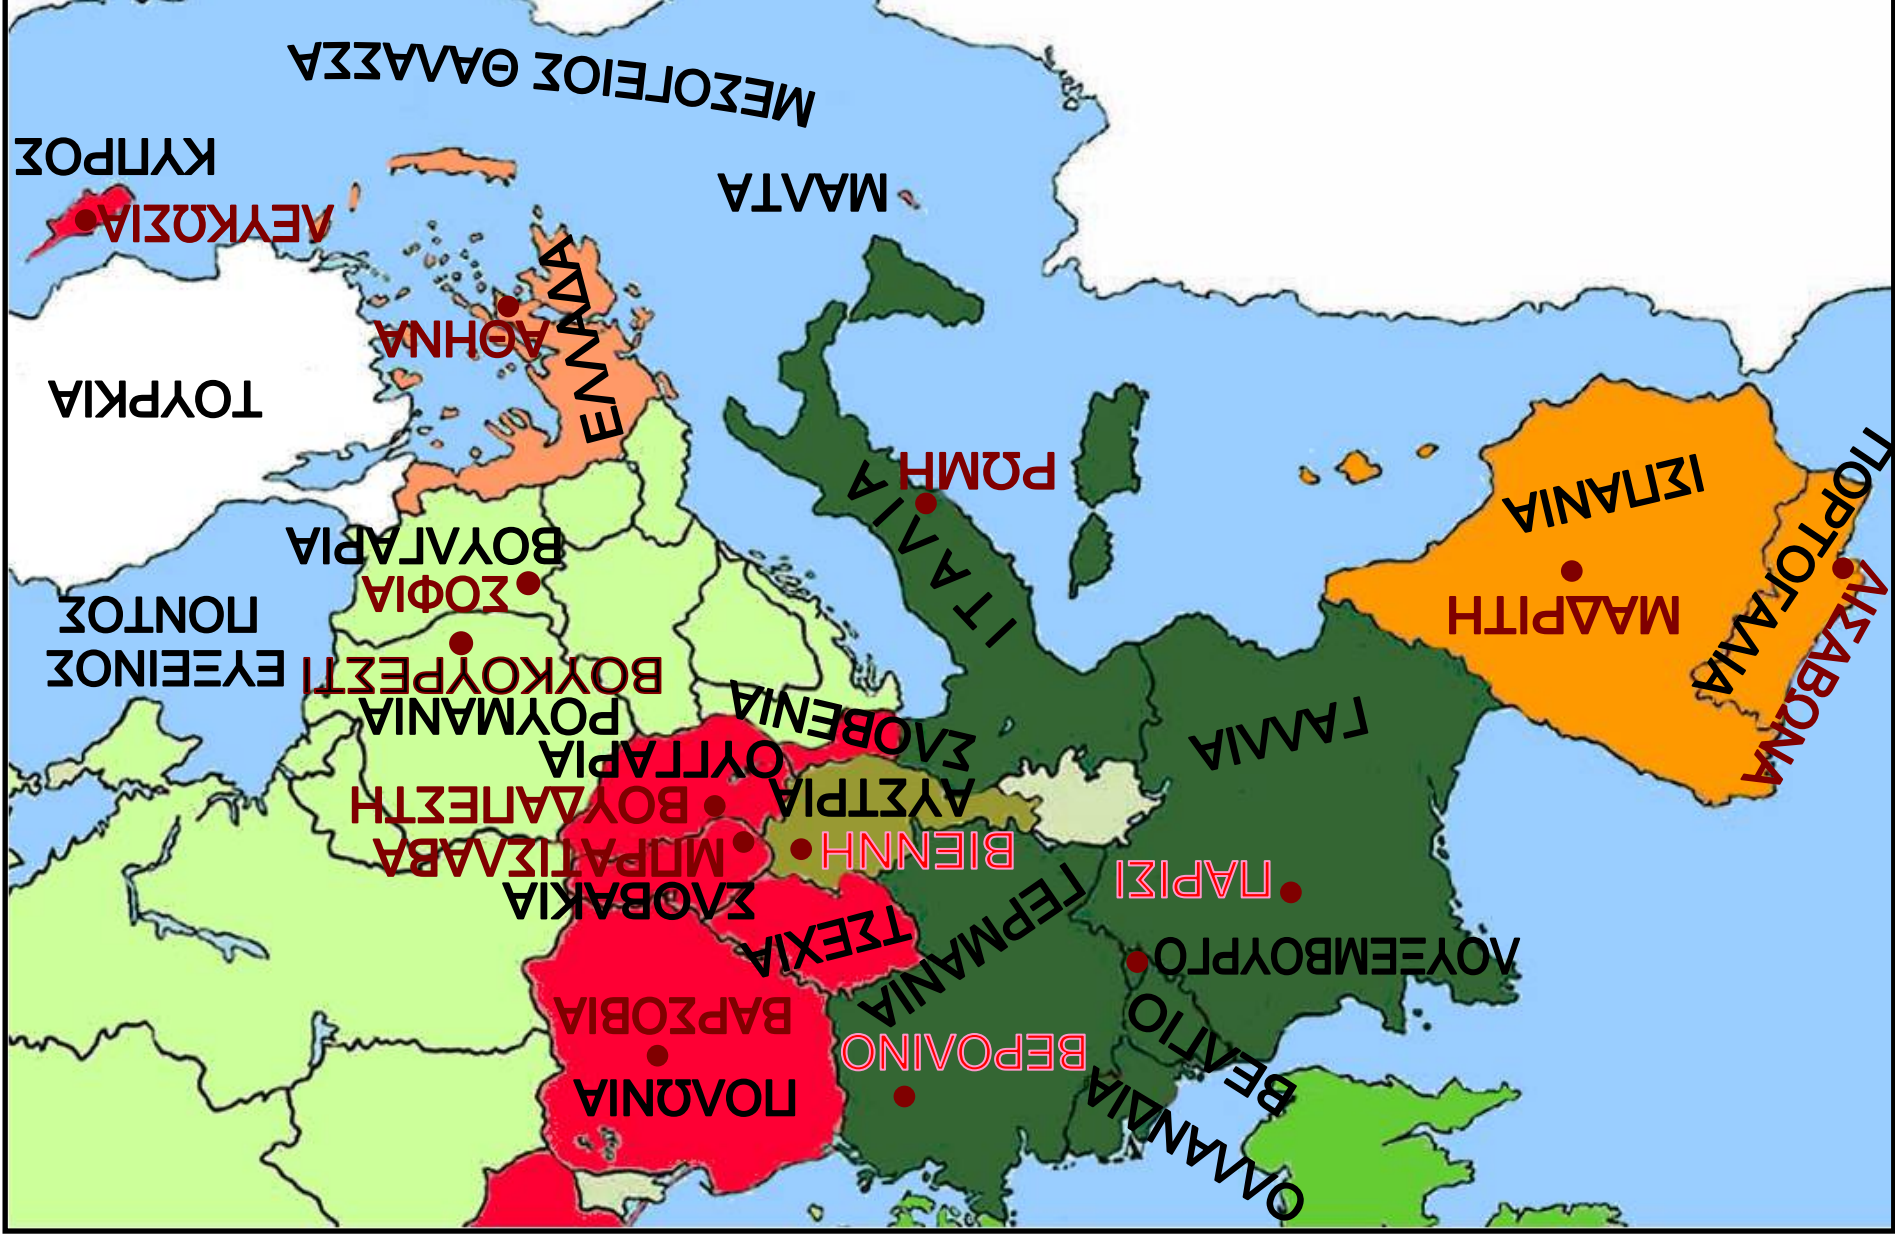 ΟΛΛΑΝΔΙΑ
ΒΕΛΓΙΟ
ΠΟΛΩΝΙΑ
ΒΕΡΟΛΙΝΟ
ΒΑΡΣΟΒΙΑ
ΛΟΥΞΕΜΒΟΥΡΓΟ
ΓΕΡΜΑΝΙΑ
ΤΣΕΧΙΑ
ΠΑΡΙΣΙ
ΣΛΟΒΑΚΙΑ
ΜΠΡΑΤΙΣΛΑΒΑ
ΒΙΕΝΝΗ
ΒΟΥΔΑΠΕΣΤΗ
ΑΥΣΤΡΙΑ
ΟΥΓΓΑΡΙΑ
ΣΛΟΒΕΝΙΑ
ΓΑΛΛΙΑ
ΡΟΥΜΑΝΙΑ
ΒΟΥΚΟΥΡΕΣΤΙ
ΕΥΞΕΙΝΟΣ
ΠΟΝΤΟΣ
ΛΙΣΑΒΩΝΑ
ΠΟΡΤΟΓΑΛΙΑ
ΜΑΔΡΙΤΗ
ΙΣΠΑΝΙΑ
ΣΟΦΙΑ
ΒΟΥΛΓΑΡΙΑ
ΙΤΑΛΙΑ
ΡΩΜΗ
ΤΟΥΡΚΙΑ
ΕΛΛΑΔΑ
ΑΘΗΝΑ
ΛΕΥΚΩΣΙΑ
ΜΑΛΤΑ
ΚΥΠΡΟΣ
ΜΕΣΟΓΕΙΟΣ ΘΑΛΑΣΣΑ